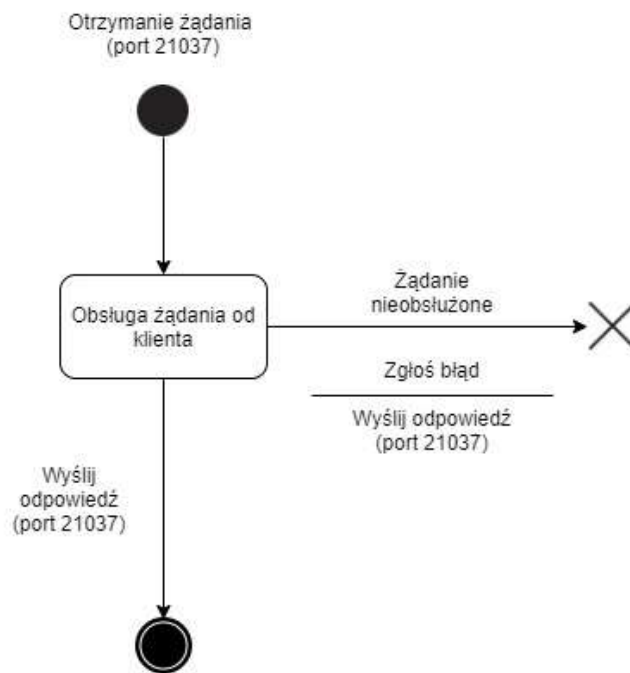 Otrzymanie żądania
(port 21037)
Obsługa żądania od
klienta
Żądanie
nieobsłużone
Zgłoś błąd
Wyślij odpowiedź
(port 21037)
Wyślij
odpowiedź
(port 21037)